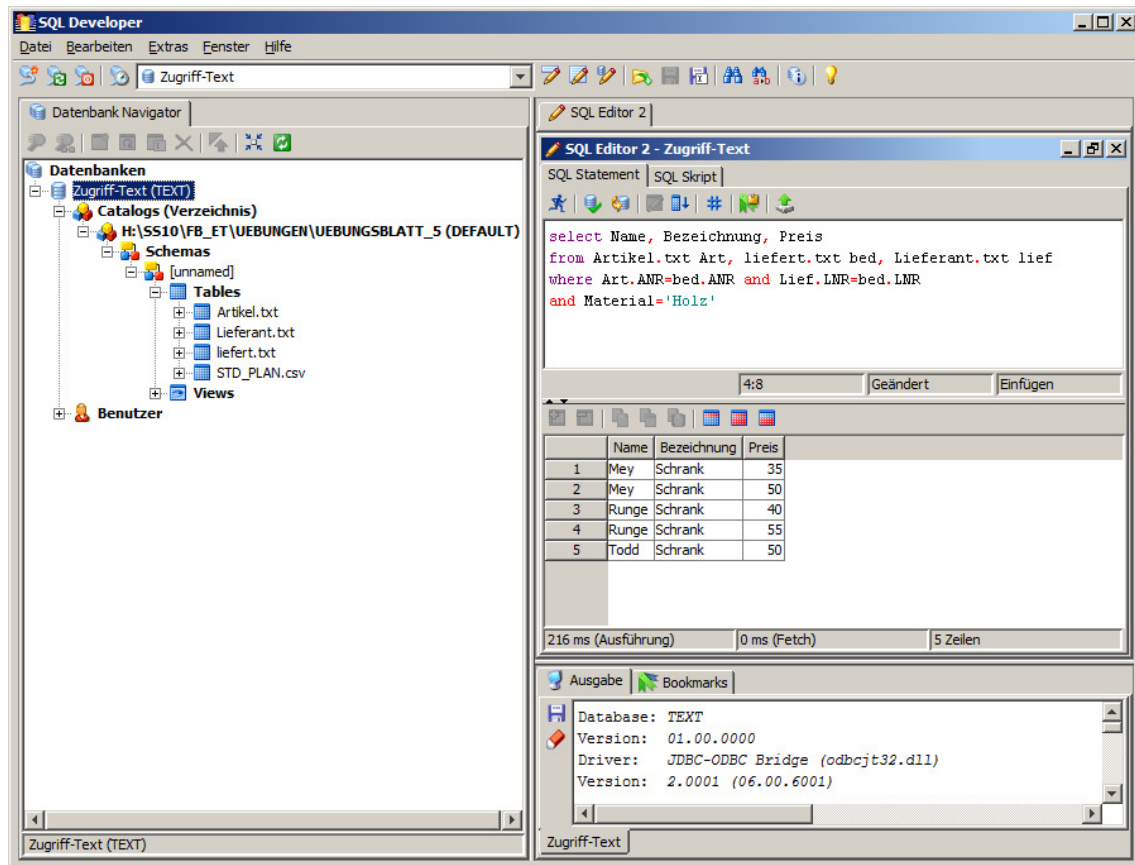 SQL Developer
Datei Bearbeiten Extras Fenster Hilfe
Zugriff-Text
Datenbank Navigator
Datenbanken
Zugriff-Text (TEXT)
Catalogs (Verzeichnis)
H:\SS10\FB_ET\UEBUNGEN\UEBUNGSBLATT_5 (DEFAULT)
Schemas
[unnamed]
Tables
Artikel.txt
Lieferant.txt
liefert.txt
STD_PLAN.csv
Views
Benutzer
Zugriff-Text (TEXT)
SQL Editor 2
SQL Editor 2 - Zugriff-Text
SQL Statement SQL Skript
select Name, Bezeichnung, Preis
from Artikel.txt Art, liefert.txt bed, Lieferant.txt lief
where Art.ANR=bed.ANR and Lief.LNR=bed.LNR
and Material='Holz'
4:8 Geändert Einfügen
Name Bezeichnung Preis
1 Mey Schrank 35
2 Mey Schrank 50
3 Runge Schrank 40
4 Runge Schrank 55
5 Todd Schrank 50
216 ms (Ausführung) 0 ms (Fetch) 5 Zeilen
Ausgabe Bookmarks
Database: TEXT
Version: 01.00.0000
Driver: JDBC-ODBC Bridge (odbcjt32.dll)
Version: 2.0001 (06.00.6001)
Zugriff-Text